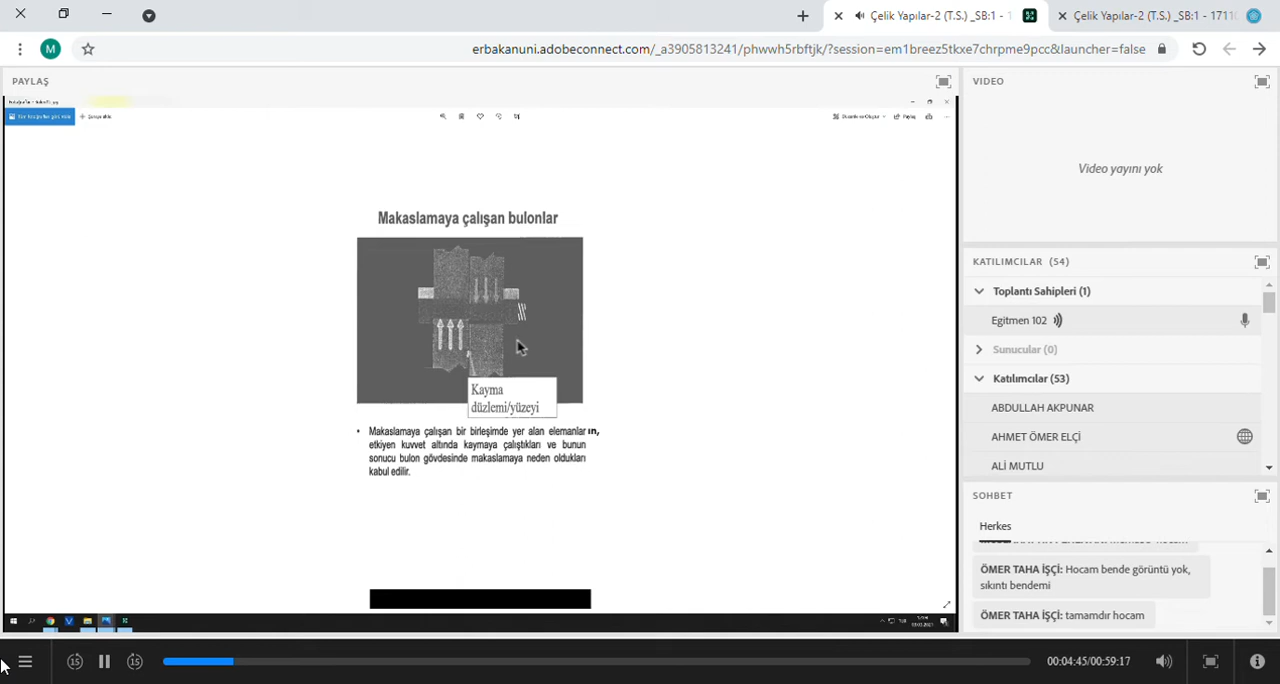 Çelik Yapılar-2 (T.S.) _SB:1 - 1
Çelik Yapılar-2 (T.S.) _SB:1 - 1711(
M
erbakanuni.adobeconnect.com/_a3905813241/phwwh5rbftjk/?session=em1breez5tkxe7chrpme9pcc&launcher=false
PAYLAŞ
Paylaş
Makaslamaya çalışan bulonlar
Kayma
düzlemi/yüzeyi
• Makaslamaya çalışan bir birleşimde yer alan elemanların,
etkiyen kuvvet altında kaymaya çalıştıkları ve bunun
sonucu bulon gövdesinde makaslamaya neden oldukları
kabul edilir.
VIDEO
Video yayını yok
KATILIMCILAR (54)
Toplantı Sahipleri (1)
Egitmen 102
Sunucular (0)
Katılımcılar (53)
ABDULLAH AKPUNAR
AHMET ÖMER ELÇİ
ALİ MUTLU
SOHBET
Herkes
ÖMER TAHA İŞÇİ: Hocam bende görüntü yok,
sıkıntı bendemi
ÖMER TAHA İŞÇİ: tamamdır hocam
15
15
00:04:45/00:59:17